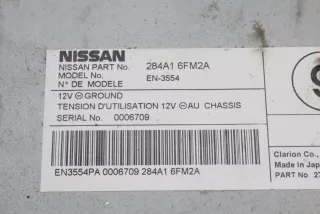 NISSAN
NISSAN PART No. 284A1 6FM2A
MODEL No. EN-3554
N° DE MODELE
12V ⊖ GROUND
TENSION D'UTILISATION 12V ⊖ AU CHASSIS
SERIAL No. 0006709
EN3554PA 0006709 284A1 6FM2A
Clarion Co.,
Made in Jap
Part No. 27